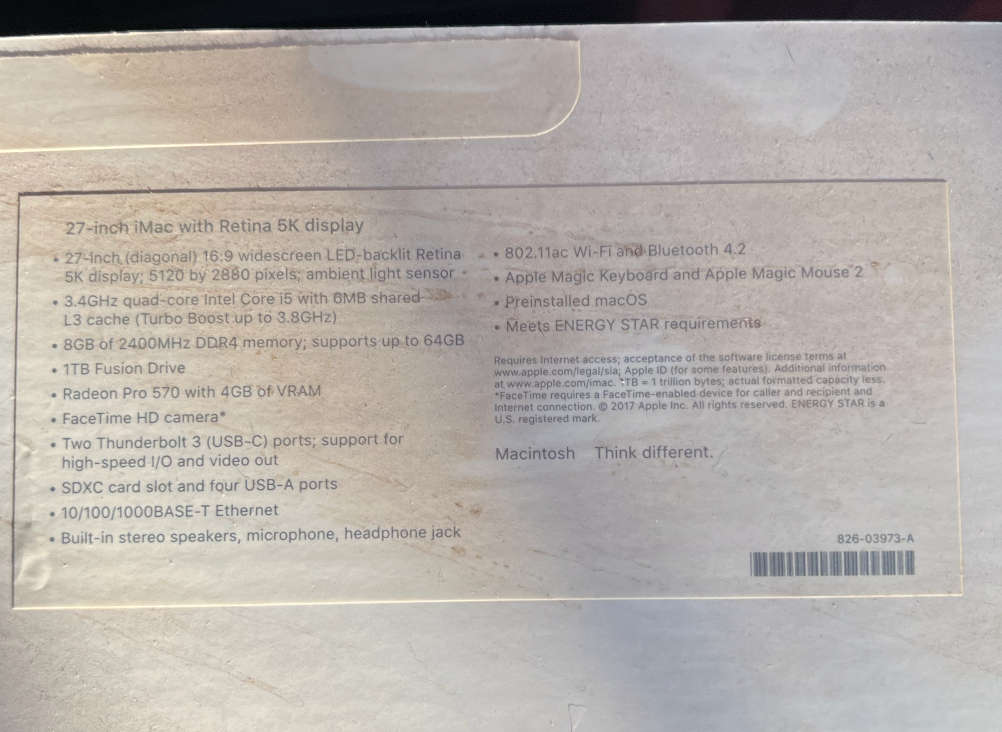 27-inch iMac with Retina 5K display
• 27-inch (diagonal) 16:9 widescreen LED-backlit Retina
5K display; 5120 by 2880 pixels; ambient light sensor
• 3.4GHz quad-core Intel Core i5 with 6MB shared
L3 cache (Turbo Boost up to 3.8GHz)
• 8GB of 2400MHz DDR4 memory; supports up to 64GB
• 1TB Fusion Drive
• Radeon Pro 570 with 4GB of VRAM
• FaceTime HD camera*
• Two Thunderbolt 3 (USB-C) ports; support for
high-speed I/O and video out
• SDXC card slot and four USB-A ports
• 10/100/1000BASE-T Ethernet
• Built-in stereo speakers, microphone, headphone jack
• 802.11ac Wi-Fi and Bluetooth 4.2
• Apple Magic Keyboard and Apple Magic Mouse 2
• Preinstalled macOS
• Meets ENERGY STAR requirements
Requires Internet access; acceptance of the software license terms at
www.apple.com/legal/sla; Apple ID (for some features). Additional information
at www.apple.com/imac. 1TB = 1 trillion bytes; actual formatted capacity less.
*FaceTime requires a FaceTime-enabled device for caller and recipient and
Internet connection. © 2017 Apple Inc. All rights reserved. ENERGY STAR is a
U.S. registered mark.
Macintosh Think different.
826-03973-A